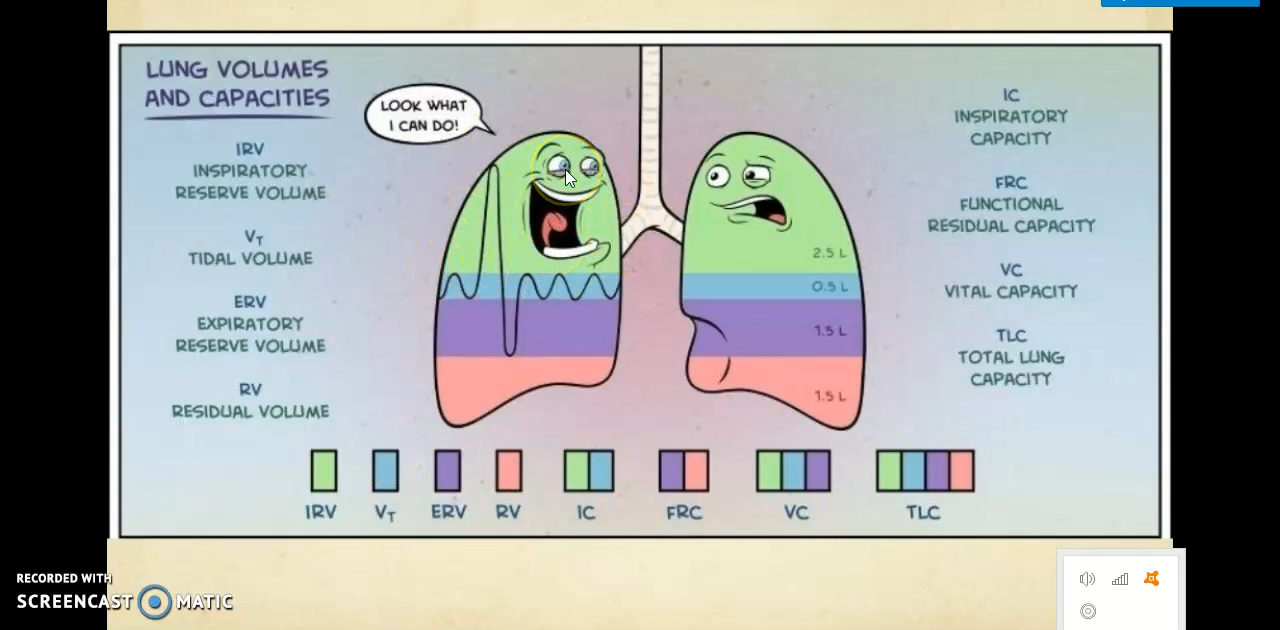 LUNG VOLUMES
AND CAPACITIES
IRV
INSPIRATORY
RESERVE VOLUME
VT
TIDAL VOLUME
ERV
EXPIRATORY
RESERVE VOLUME
RV
RESIDUAL VOLUME
LOOK WHAT
I CAN DO!
2.5 L
0.5 L
1.5 L
1.5 L
IC
INSPIRATORY
CAPACITY
FRC
FUNCTIONAL
RESIDUAL CAPACITY
VC
VITAL CAPACITY
TLC
TOTAL LUNG
CAPACITY
IRV VT ERV RV IC FRC VC TLC
RECORDED WITH
SCREENCAST MATIC